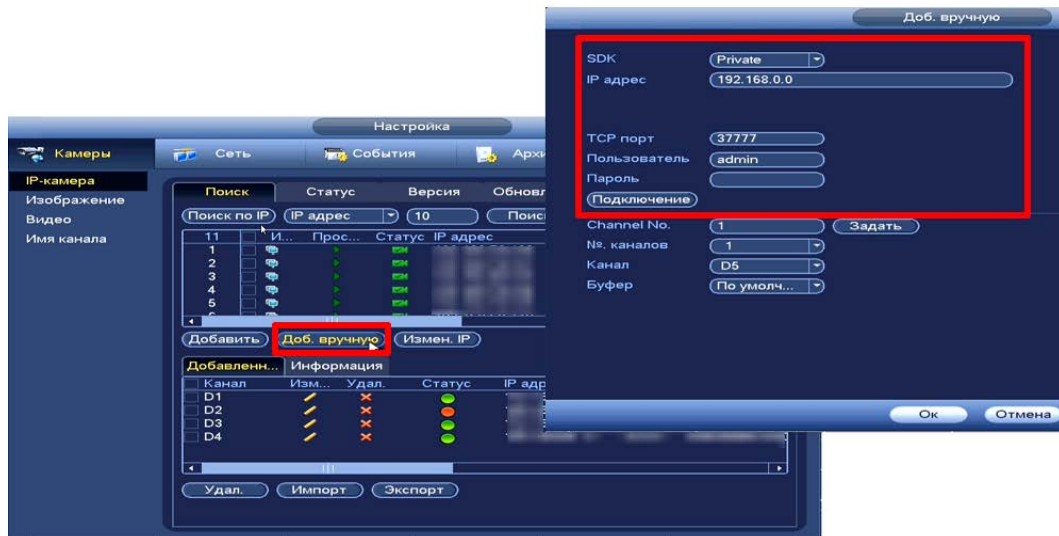 Доб. вручную
SDK Private
IP адрес 192.168.0.0
TCP порт 37777
Пользователь admin
Пароль
Подключение
Channel No. 1 Задать
№. каналов 1
Канал D5
Буфер По умолч...
Ок Отмена
Настройка
Камеры Сеть События
IP-камера
Изображение
Видео
Имя канала
Поиск Статус Версия
Поиск по IP IP адрес 10
11 И... Прос... Статус IP адрес
1
2
3
4
5
Добавить Доб. вручную Измен. IP
Добавленн... Информация
Канал Изм... Удал. Статус
D1
D2
D3
D4
Удал. Импорт Экспорт